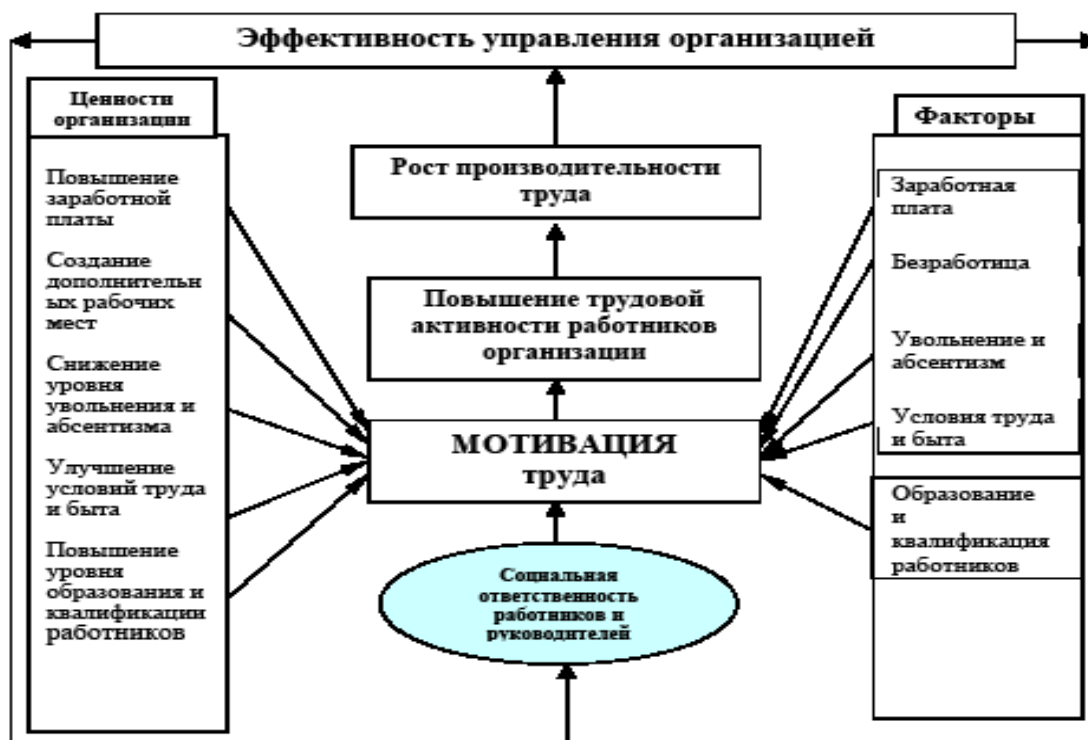 Эффективность управления организацией
Ценности
организации
Повышение
заработной
платы
Создание
дополнительн
ых рабочих
мест
Снижение
уровня
увольнения и
абсентизма
Улучшение
условий труда
и быта
Повышение
уровня
образования и
квалификации
работников
Рост производительности
труда
Повышение трудовой
активности работников
организации
МОТИВАЦИЯ
труда
Социальная
ответственность
работников и
руководителей
Факторы
Заработная
плата
Безработица
Увольнение и
абсентизм
Условия труда
и быта
Образование
и
квалификация
работников